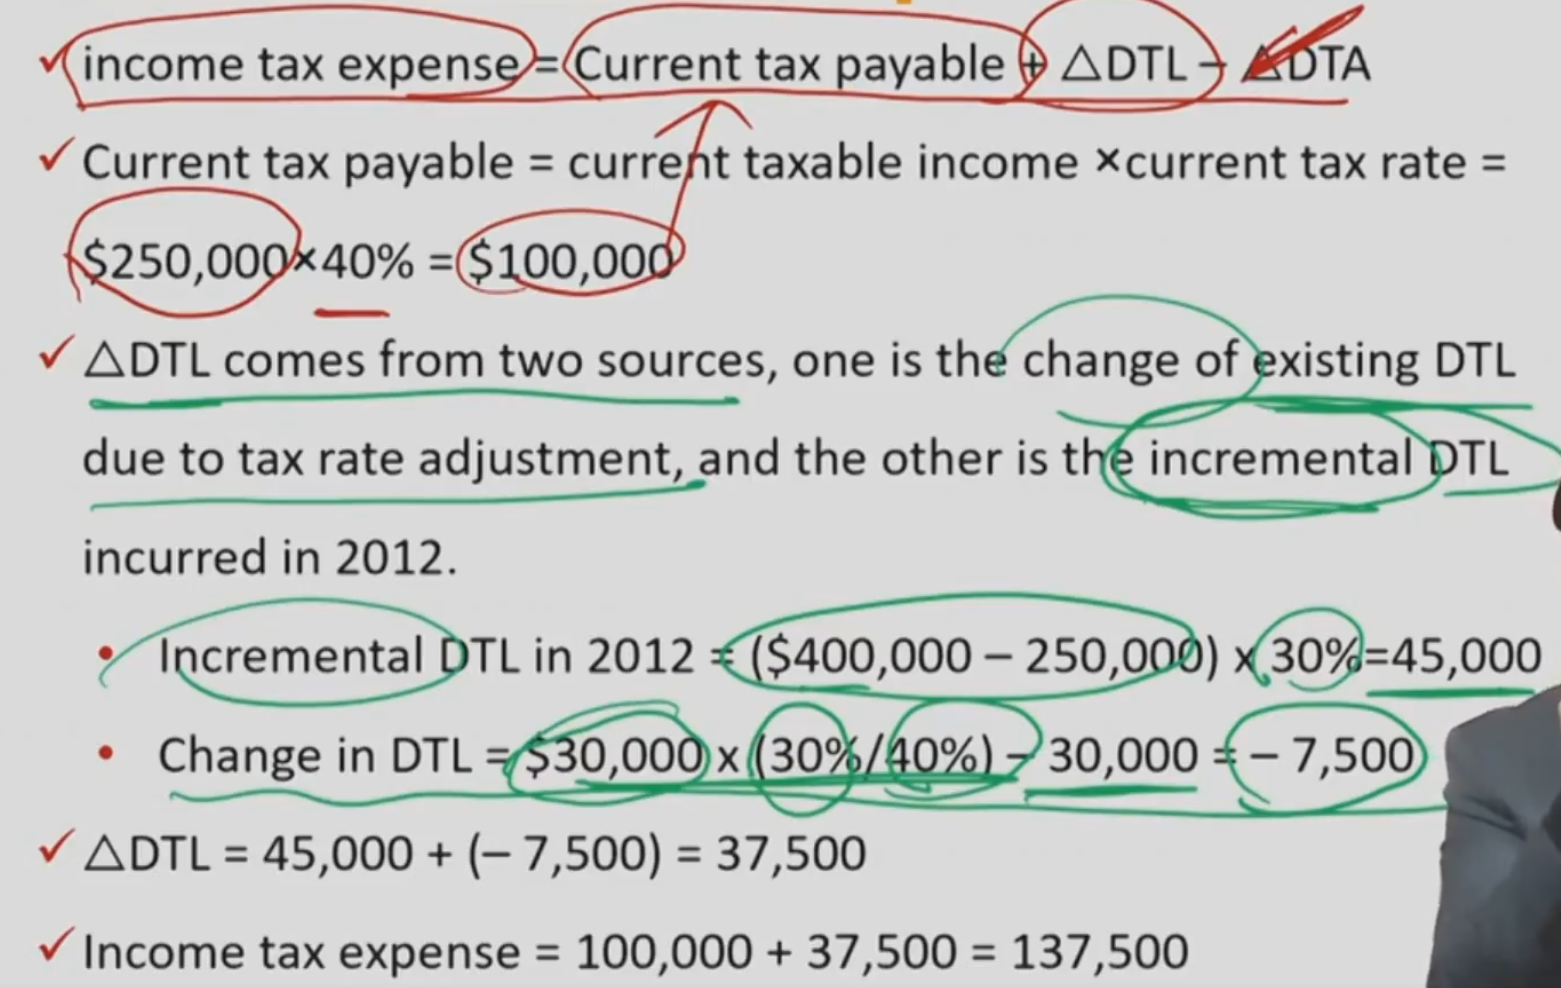 ✓ income tax expense = Current tax payable + △DTL – △DTA
✓ Current tax payable = current taxable income ×current tax rate =
$250,000×40% = $100,000
✓ △DTL comes from two sources, one is the change of existing DTL
due to tax rate adjustment, and the other is the incremental DTL
incurred in 2012.
• Incremental DTL in 2012 = ($400,000 – 250,000) x 30%=45,000
• Change in DTL = $30,000 x (30%/40%) – 30,000 = – 7,500
✓ △DTL = 45,000 + (– 7,500) = 37,500
✓ Income tax expense = 100,000 + 37,500 = 137,500